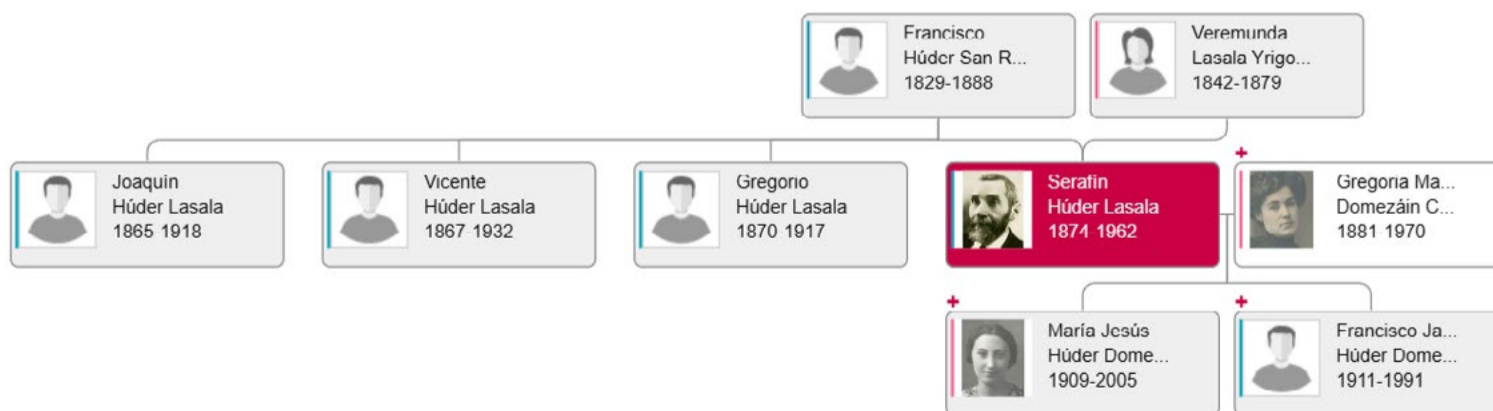 Francisco
Húder San R...
1829-1888
Veremunda
Lasala Yrigo...
1842-1879
Joaquin
Húder Lasala
1865-1918
Vicente
Húder Lasala
1867-1932
Gregorio
Húder Lasala
1870-1917
Serafin
Húder Lasala
1874-1962
Gregoria Ma...
Domezáin C...
1881-1970
María Jesús
Húder Dome...
1909-2005
Francisco Ja...
Húder Dome...
1911-1991